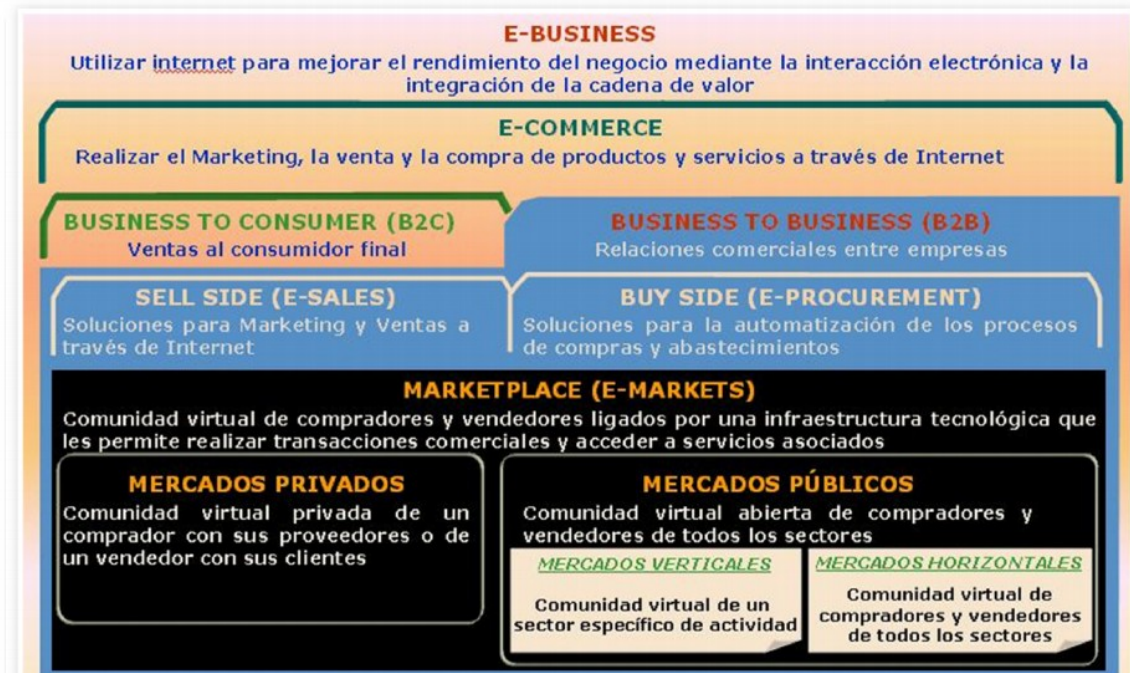 E-BUSINESS
Utilizar internet para mejorar el rendimiento del negocio mediante la interacción electrónica y la
integración de la cadena de valor
E-COMMERCE
Realizar el Marketing, la venta y la compra de productos y servicios a través de Internet
BUSINESS TO CONSUMER (B2C)
Ventas al consumidor final
BUSINESS TO BUSINESS (B2B)
Relaciones comerciales entre empresas
SELL SIDE (E-SALES)
Soluciones para Marketing y Ventas a
través de Internet
BUY SIDE (E-PROCUREMENT)
Soluciones para la automatización de los procesos
de compras y abastecimientos
MARKETPLACE (E-MARKETS)
Comunidad virtual de compradores y vendedores ligados por una infraestructura tecnológica que
les permite realizar transacciones comerciales y acceder a servicios asociados
MERCADOS PRIVADOS
Comunidad virtual privada de un
comprador con sus proveedores o de
un vendedor con sus clientes
MERCADOS PÚBLICOS
Comunidad virtual abierta de compradores y
vendedores de todos los sectores
MERCADOS VERTICALES
Comunidad virtual de un
sector específico de actividad
MERCADOS HORIZONTALES
Comunidad virtual de
compradores y vendedores
de todos los sectores